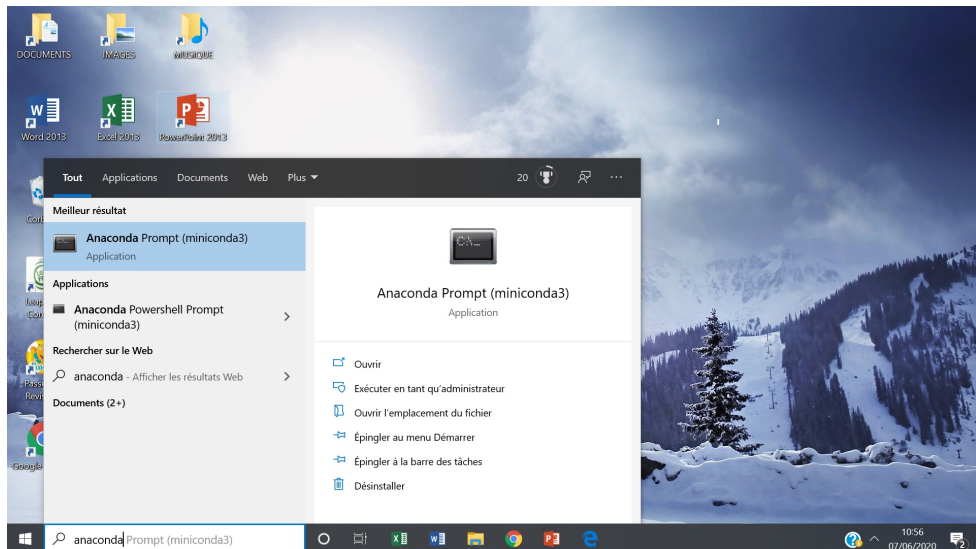 DOCUMENTS
IMAGES
MUSIQUE
Word 2013
Excel 2013
PowerPoint 2013
Tout Applications Documents Web Plus
20
Meilleur résultat
Anaconda Prompt (miniconda3)
Application
Applications
Anaconda Powershell Prompt
(miniconda3)
Rechercher sur le Web
anaconda - Afficher les résultats Web
Documents (2+)
C:\_
Anaconda Prompt (miniconda3)
Application
Ouvrir
Exécuter en tant qu'administrateur
Ouvrir l'emplacement du fichier
Épingler au menu Démarrer
Épingler à la barre des tâches
Désinstaller
Google
anaconda Prompt (miniconda3)
10:56
07/06/2020
2